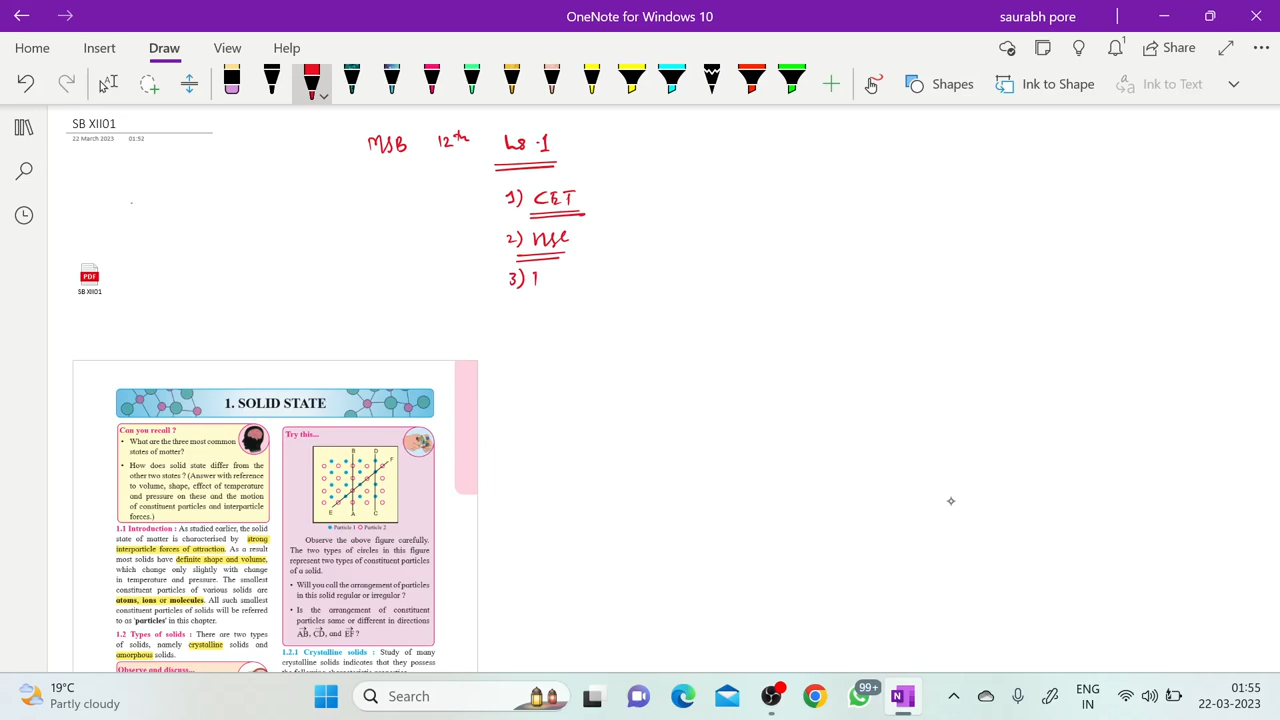 OneNote for Windows 10
saurabh pore
Home Insert Draw View Help
Share
Shapes
Ink to Shape
Ink to Text
SB XII01
22 March 2023 01:52
MSB 12th Ls-1
1) CET
2) HSC
3) 1
PDF
SB XII01
1. SOLID STATE
Can you recall ?
• What are the three most common
states of matter?
• How does solid state differ from the
other two states ? (Answer with reference
to volume, shape, effect of temperature
and pressure on these and the motion
of constituent particles and interparticle
forces.)
1.1 Introduction : As studied earlier, the solid
state of matter is characterised by strong
interparticle forces of attraction. As a result
most solids have definite shape and volume,
which change only slightly with change
in temperature and pressure. The smallest
constituent particles of various solids are
atoms, ions or molecules. All such smallest
constituent particles of solids will be referred
to as 'particles' in this chapter.
1.2 Types of solids : There are two types
of solids, namely crystalline solids and
amorphous solids.
Observe and discuss...
Try this...
B D
F
E A C
Particle 1 Particle 2
Observe the above figure carefully.
The two types of circles in this figure
represent two types of constituent particles
of a solid.
• Will you call the arrangement of particles
in this solid regular or irregular ?
• Is the arrangement of constituent
particles same or different in directions
AB, CD, and EF ?
1.2.1 Crystalline solids : Study of many
crystalline solids indicates that they possess
the following characteristic properties.
19°C
Partly cloudy
Search
99+
ENG
IN
01:55
22-03-2023